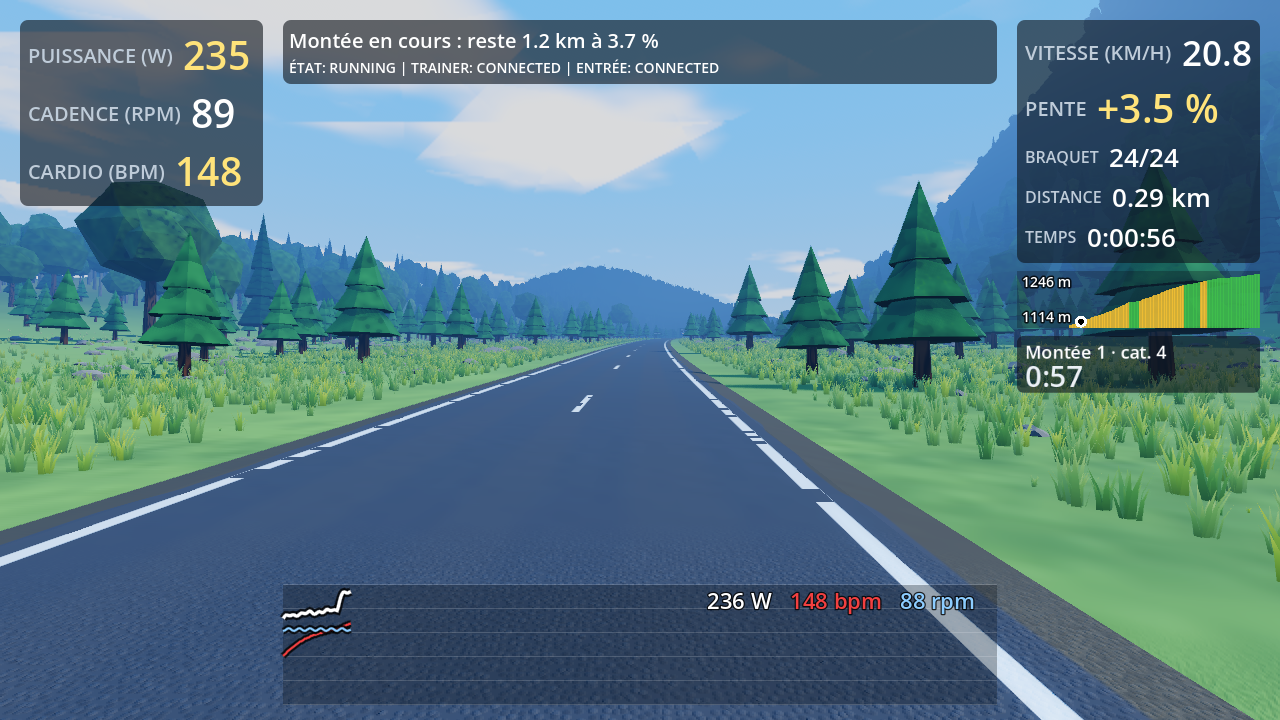 PUISSANCE (W) 235
CADENCE (RPM) 89
CARDIO (BPM) 148
Montée en cours : reste 1.2 km à 3.7 %
ÉTAT: RUNNING | TRAINER: CONNECTED | ENTRÉE: CONNECTED
VITESSE (KM/H) 20.8
PENTE +3.5 %
BRAQUET 24/24
DISTANCE 0.29 km
TEMPS 0:00:56
1246 m
1114 m
Montée 1 · cat. 4
0:57
236 W 148 bpm 88 rpm